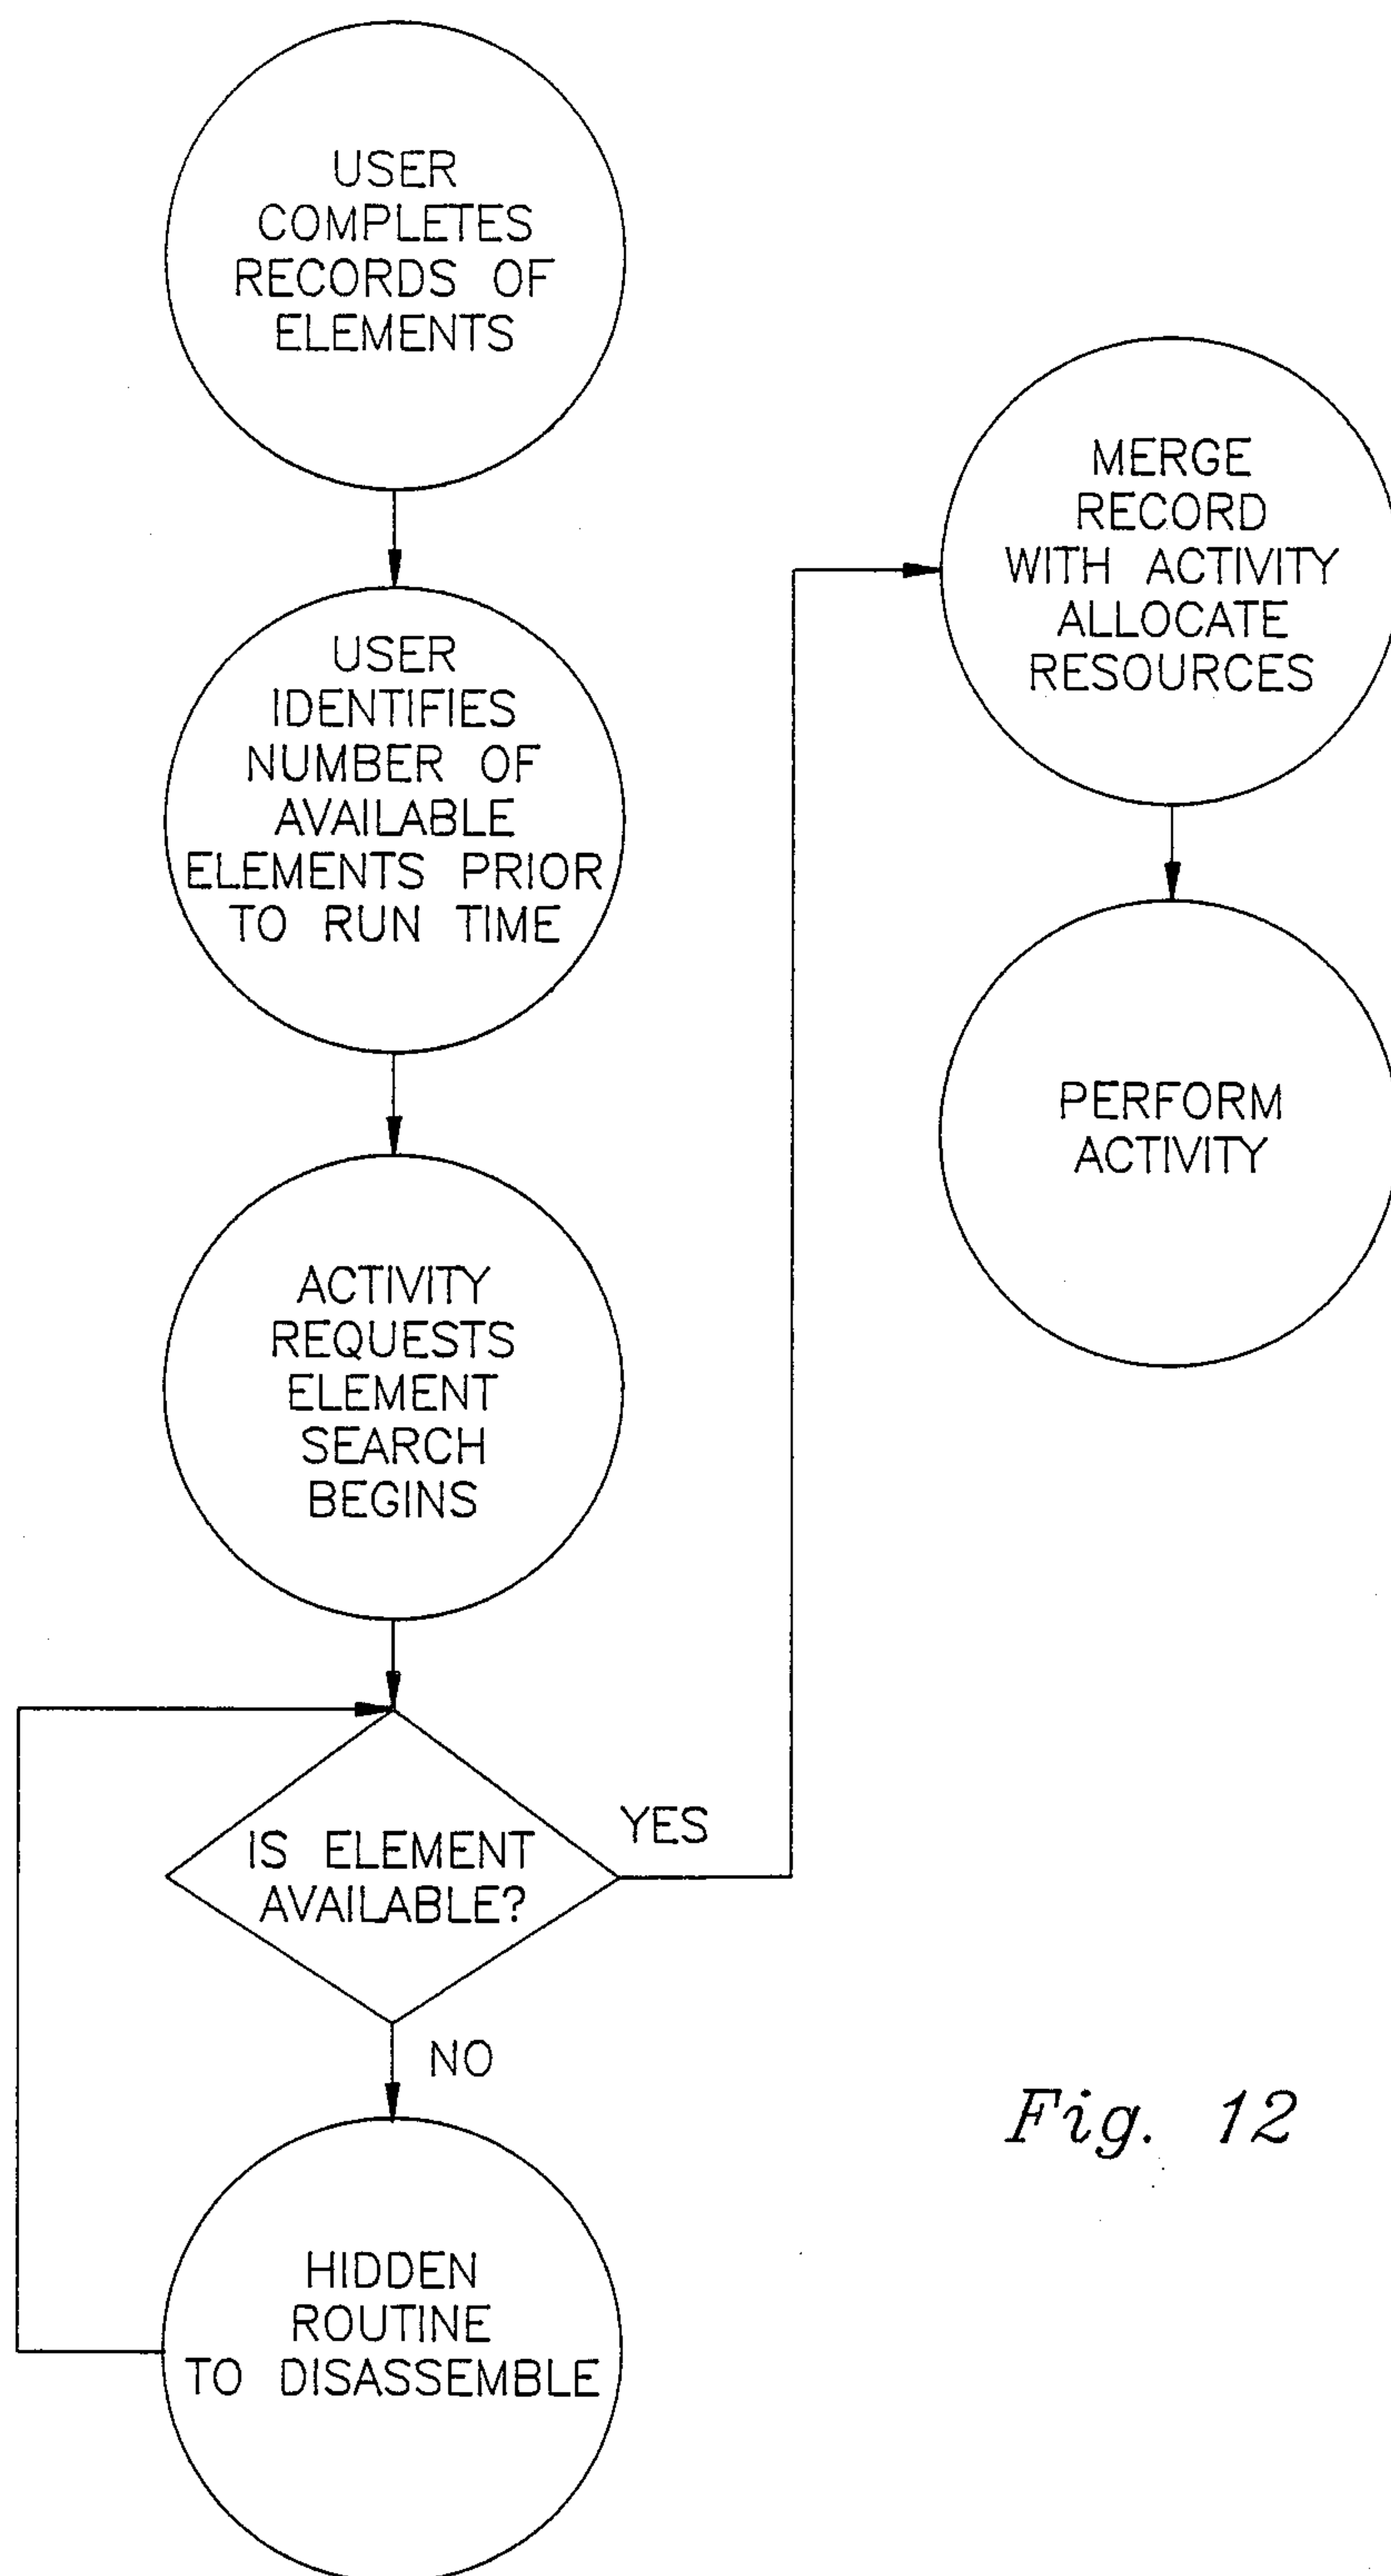 USER
COMPLETES
RECORDS OF
ELEMENTS
USER
IDENTIFIES
NUMBER OF
AVAILABLE
ELEMENTS PRIOR
TO RUN TIME
ACTIVITY
REQUESTS
ELEMENT
SEARCH
BEGINS
IS ELEMENT
AVAILABLE?
YES
NO
HIDDEN
ROUTINE
TO DISASSEMBLE
MERGE
RECORD
WITH ACTIVITY
ALLOCATE
RESOURCES
PERFORM
ACTIVITY
Fig. 12